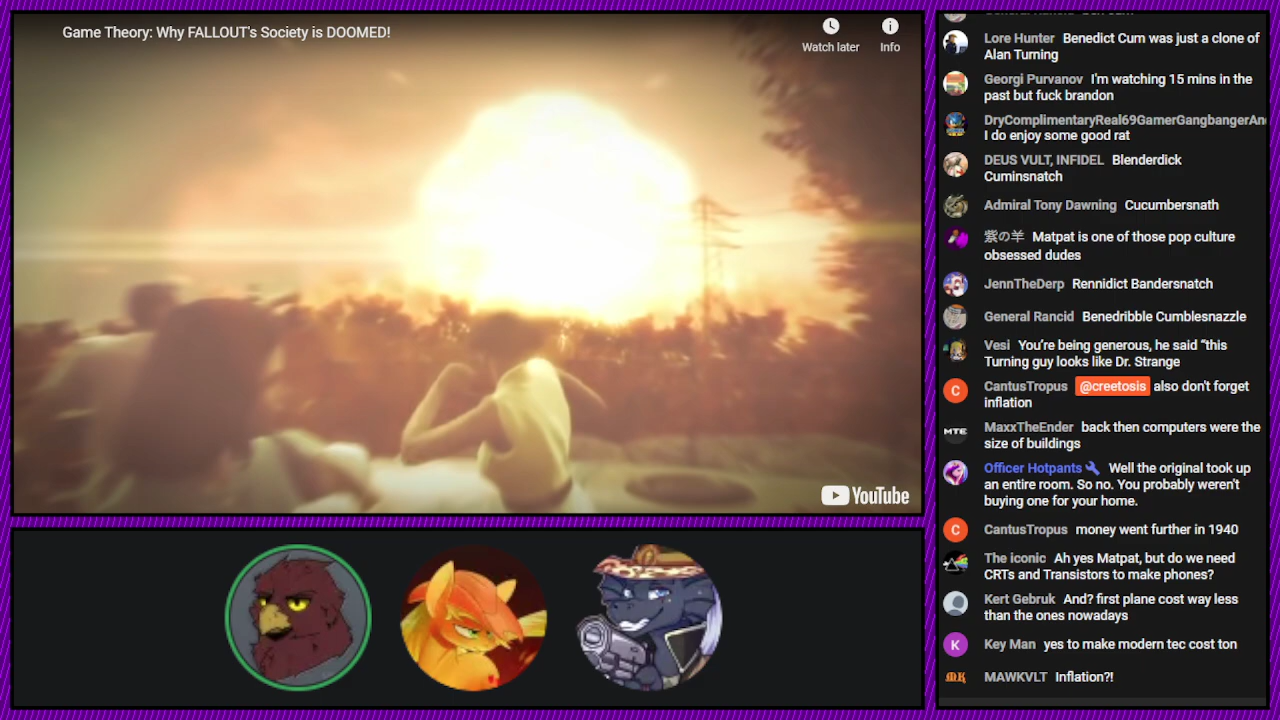 Game Theory: Why FALLOUT's Society is DOOMED!
Watch later
Info
YouTube
Lore Hunter Benedict Cum was just a clone of
Alan Turning
Georgi Purvanov I'm watching 15 mins in the
past but fuck brandon
DryComplimentaryReal69GamerGangbangerAn
I do enjoy some good rat
DEUS VULT, INFIDEL Blenderdick
Cuminsnatch
Admiral Tony Dawning Cucumbersnath
紫の羊 Matpat is one of those pop culture
obsessed dudes
JennTheDerp Rennidict Bandersnatch
General Rancid Benedribble Cumblesnazzle
Vesi You're being generous, he said “this
Turning guy looks like Dr. Strange
C CantusTropus @creetosis also don't forget
inflation
MTE MaxxTheEnder back then computers were the
size of buildings
Officer Hotpants Well the original took up
an entire room. So no. You probably weren't
buying one for your home.
C CantusTropus money went further in 1940
The iconic Ah yes Matpat, but do we need
CRTs and Transistors to make phones?
Kert Gebruk And? first plane cost way less
than the ones nowadays
K Key Man yes to make modern tec cost ton
MAWKVLT Inflation?!